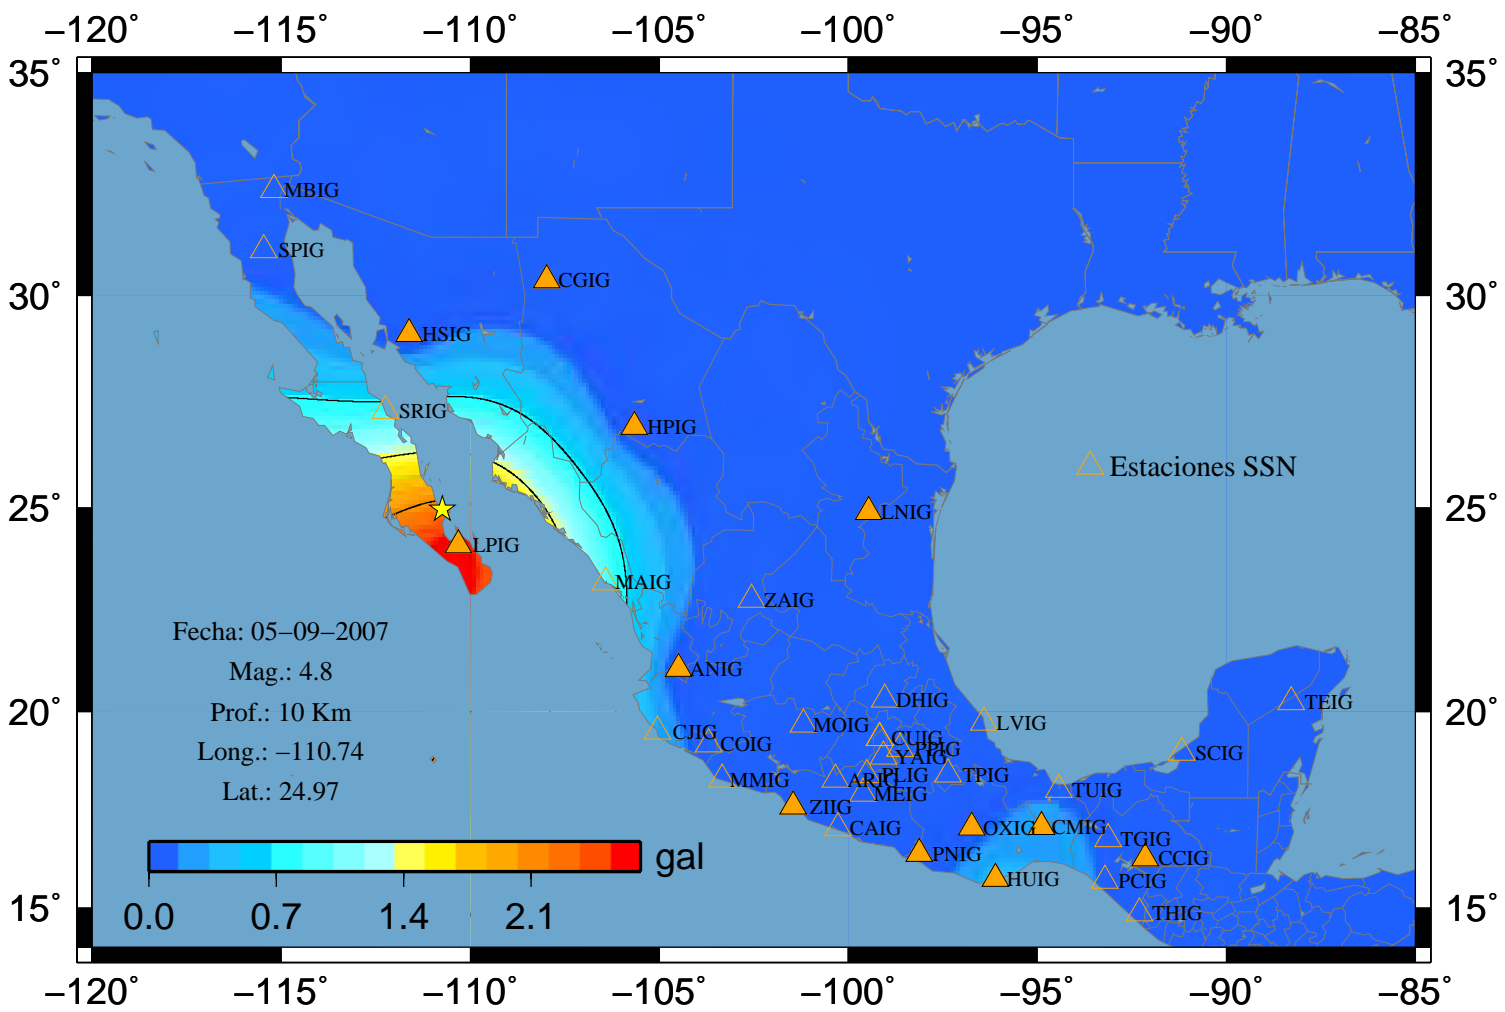 −120° −115° −110° −105° −100° −95° −90° −85°
35° 35°
MBIG
SPIG
CGIG
30° 30°
HSIG
SRIG
HPIG
Estaciones SSN
25° LNIG 25°
LPIG
MAIG
ZAIG
Fecha: 05−09−2007
Mag.: 4.8
ANIG
DHIG
TEIG
Prof.: 10 Km
20° 20°
MOIG
LVIG
CJIG
CUIG
COIG
PPIG
Long.: −110.74
SCIG
YAIG
MMIG
ARIG
PLIG
TPIG
Lat.: 24.97
TUIG
MEIG
ZIIG
CAIG
OXIG
CMIG
TGIG
gal
PNIG
CCIG
HUIG
PCIG
15° 15°
0.0 0.7 1.4 2.1
THIG
−120° −115° −110° −105° −100° −95° −90° −85°